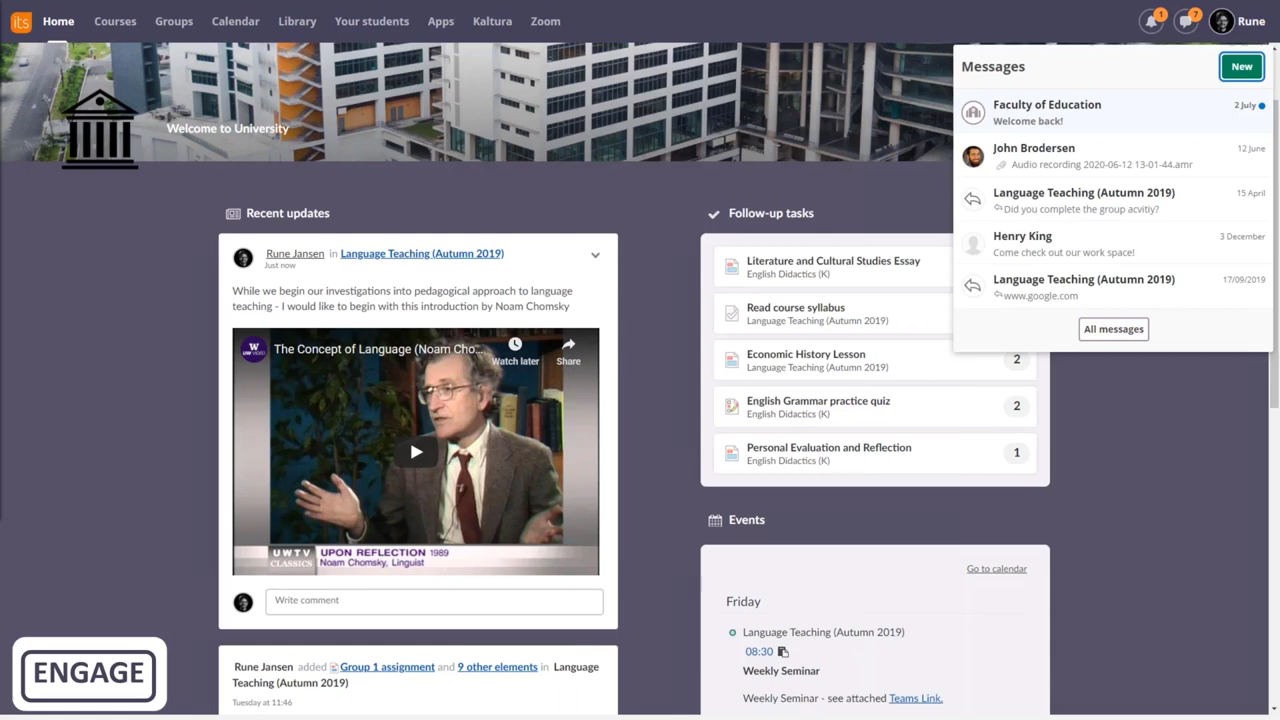 its Home Courses Groups Calendar Library Your students Apps Kaltura Zoom 1 7 Rune
Welcome to University
Messages New
Faculty of Education 2 July
Welcome back!
John Brodersen 12 June
Audio recording 2020-06-12 13-01-44.amr
Language Teaching (Autumn 2019) 15 April
Did you complete the group acvitiy?
Henry King 3 December
Come check out our work space!
Language Teaching (Autumn 2019) 17/09/2019
www.google.com
All messages
Recent updates
Rune Jansen in Language Teaching (Autumn 2019)
Just now
While we begin our investigations into pedagogical approach to language
teaching - I would like to begin with this introduction by Noam Chomsky
W
UW VIDEO
The Concept of Language (Noam Cho...
Watch later Share
UWTV
CLASSICS
UPON REFLECTION 1989
Noam Chomsky, Linguist
Write comment
Rune Jansen added Group 1 assignment and 9 other elements in Language
Teaching (Autumn 2019)
Tuesday at 11:46
Follow-up tasks
Literature and Cultural Studies Essay
English Didactics (K)
Read course syllabus
Language Teaching (Autumn 2019)
Economic History Lesson
Language Teaching (Autumn 2019)
2
English Grammar practice quiz
English Didactics (K)
2
Personal Evaluation and Reflection
English Didactics (K)
1
Events
Go to calendar
Friday
Language Teaching (Autumn 2019)
08:30
Weekly Seminar
Weekly Seminar - see attached Teams Link.
ENGAGE